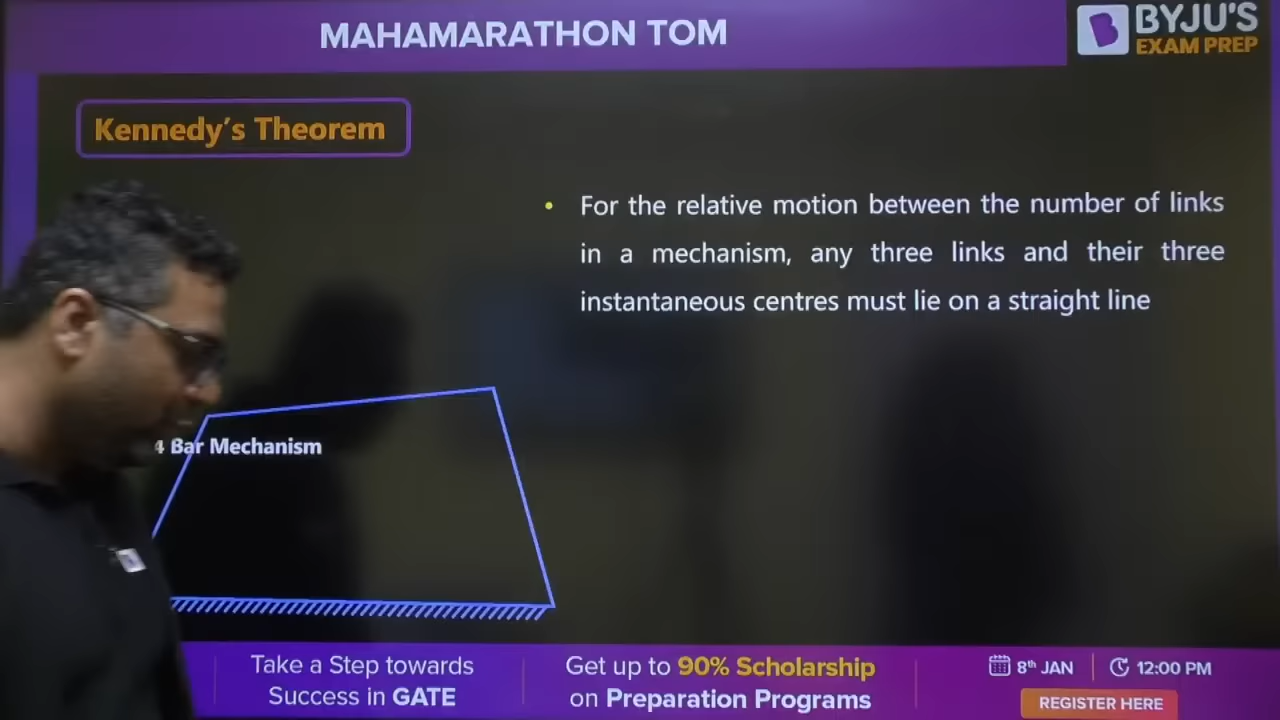 MAHAMARATHON TOM
BYJU'S
EXAM PREP
Kennedy's Theorem
• For the relative motion between the number of links
in a mechanism, any three links and their three
instantaneous centres must lie on a straight line
4 Bar Mechanism
Take a Step towards
Success in GATE
Get up to 90% Scholarship
on Preparation Programs
8th JAN
12:00 PM
REGISTER HERE